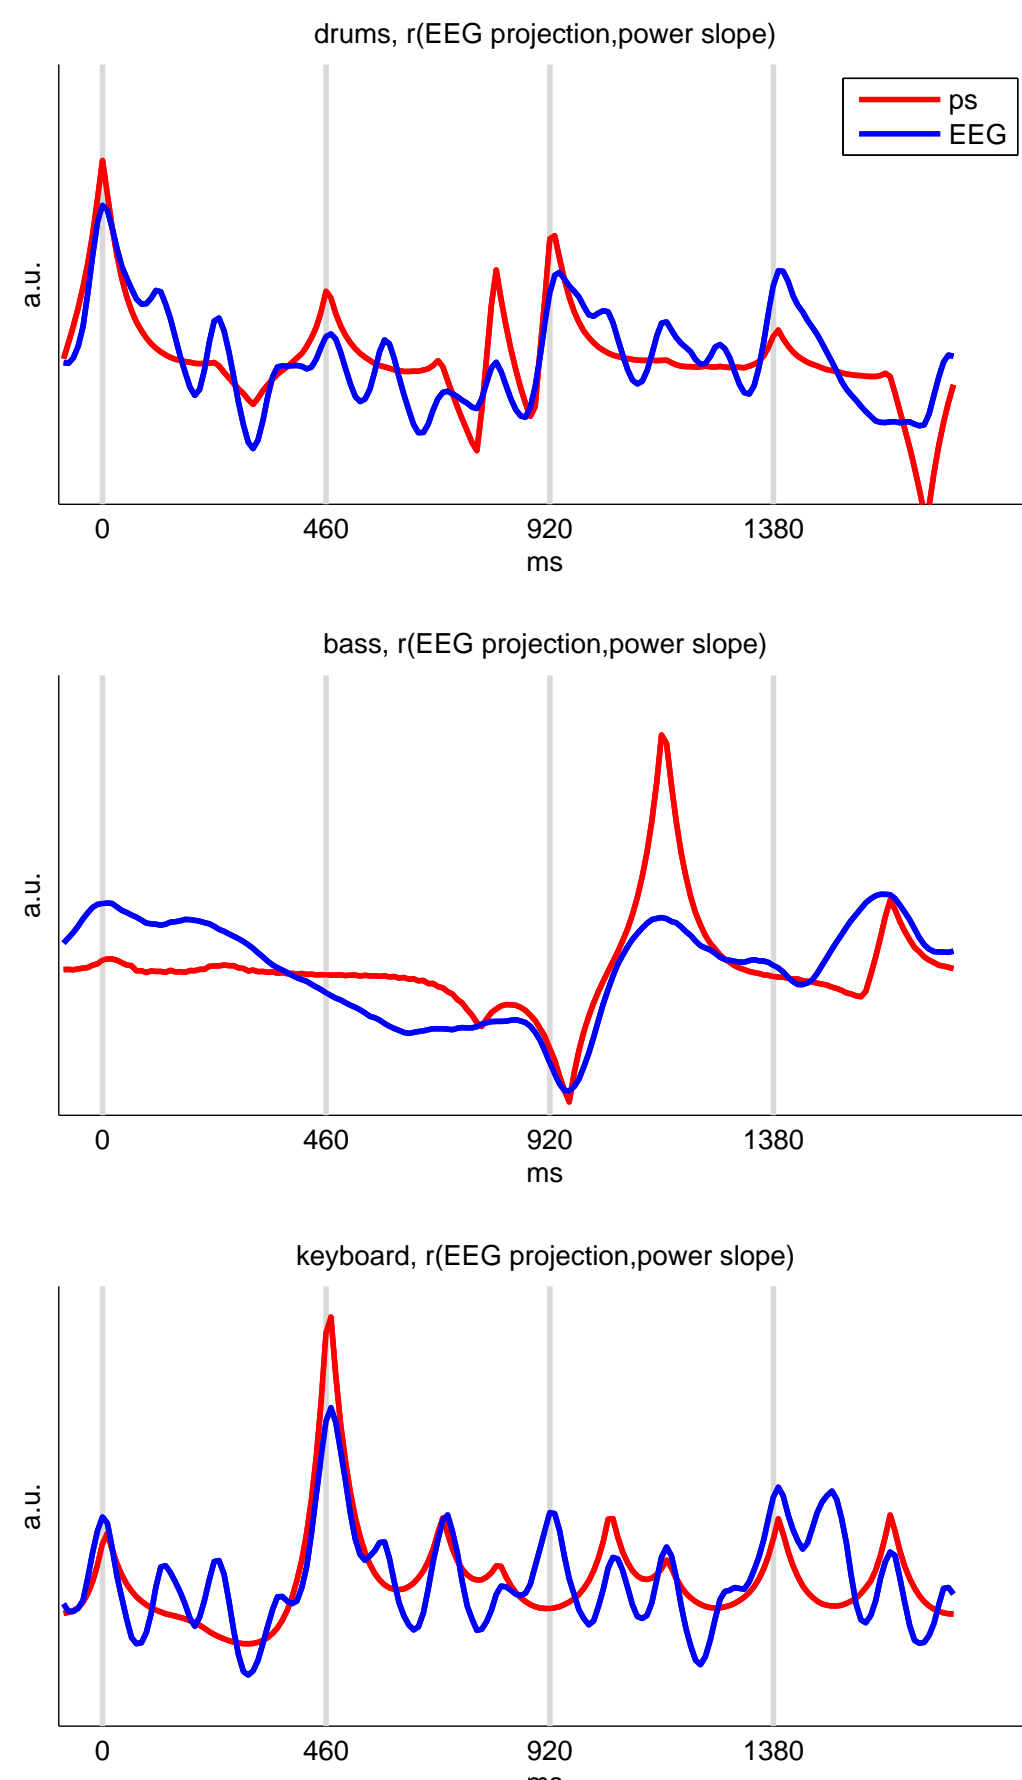 drums, r(EEG projection,power slope)
ps
EEG
a.u.
0 460 920 1380
ms
bass, r(EEG projection,power slope)
a.u.
0 460 920 1380
ms
keyboard, r(EEG projection,power slope)
a.u.
0 460 920 1380